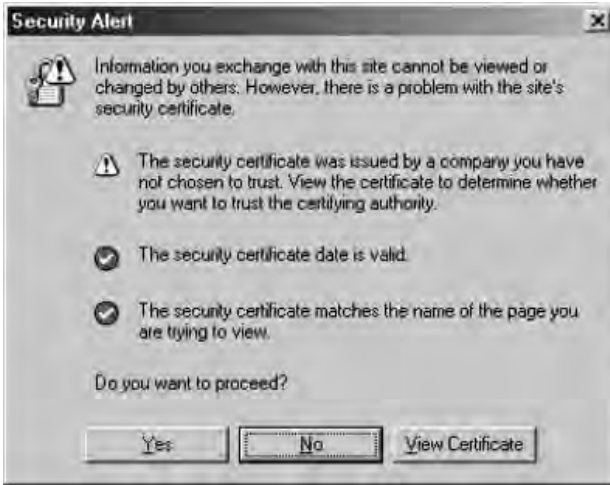 Security Alert
Information you exchange with this site cannot be viewed or
changed by others. However, there is a problem with the site's
security certificate.
The security certificate was issued by a company you have
not chosen to trust. View the certificate to determine whether
you want to trust the certifying authority.
The security certificate date is valid.
The security certificate matches the name of the page you
are trying to view.
Do you want to proceed?
Yes
No
View Certificate